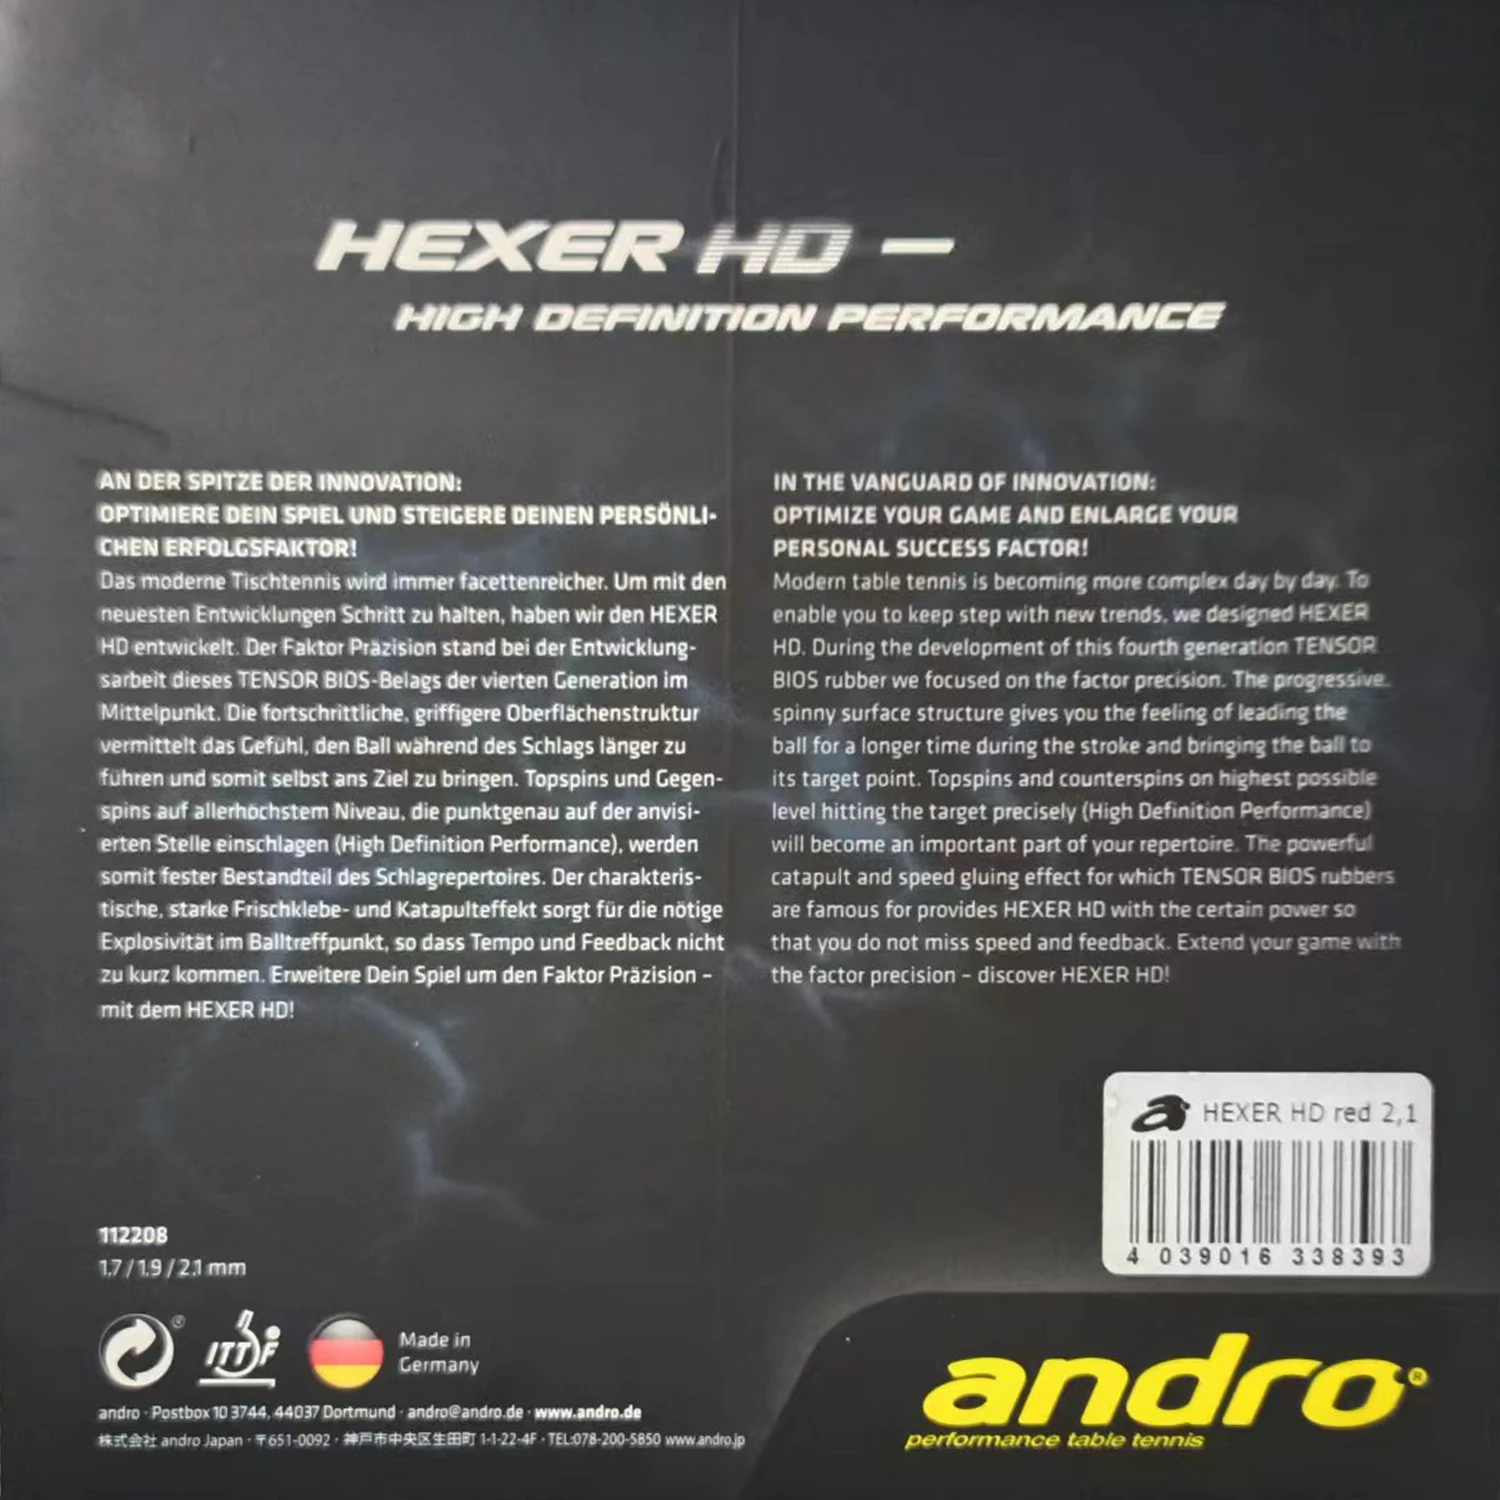 HEXER HD –
HIGH DEFINITION PERFORMANCE
AN DER SPITZE DER INNOVATION:
OPTIMIERE DEIN SPIEL UND STEIGERE DEINEN PERSÖNLI-
CHEN ERFOLGSFAKTOR!
Das moderne Tischtennis wird immer facettenreicher. Um mit den
neuesten Entwicklungen Schritt zu halten, haben wir den HEXER
HD entwickelt. Der Faktor Präzision stand bei der Entwicklung-
sarbeit dieses TENSOR BIOS-Belags der vierten Generation im
Mittelpunkt. Die fortschrittliche, griffigere Oberflächenstruktur
vermittelt das Gefühl, den Ball während des Schlags länger zu
führen und somit selbst ans Ziel zu bringen. Topspins und Gegen-
spins auf allerhöchstem Niveau, die punktgenau auf der anvisi-
erten Stelle einschlagen (High Definition Performance), werden
somit fester Bestandteil des Schlagrepertoires. Der charakteris-
tische, starke Frischklebe- und Katapulteffekt sorgt für die nötige
Explosivität im Balltreffpunkt, so dass Tempo und Feedback nicht
zu kurz kommen. Erweitere Dein Spiel um den Faktor Präzision –
mit dem HEXER HD!
IN THE VANGUARD OF INNOVATION:
OPTIMIZE YOUR GAME AND ENLARGE YOUR
PERSONAL SUCCESS FACTOR!
Modern table tennis is becoming more complex day by day. To
enable you to keep step with new trends, we designed HEXER
HD. During the development of this fourth generation TENSOR
BIOS rubber we focused on the factor precision. The progressive,
spinny surface structure gives you the feeling of leading the
ball for a longer time during the stroke and bringing the ball to
its target point. Topspins and counterspins on highest possible
level hitting the target precisely (High Definition Performance)
will become an important part of your repertoire. The powerful
catapult and speed gluing effect for which TENSOR BIOS rubbers
are famous for provides HEXER HD with the certain power so
that you do not miss speed and feedback. Extend your game with
the factor precision – discover HEXER HD!
a HEXER HD red 2,1
4 039016 338393
112208
1.7 / 1.9 / 2.1 mm
®
ITTF
Made in
Germany
andro · Postbox 10 3744, 44037 Dortmund · andro@andro.de · www.andro.de
株式会社 andro Japan · 〒651-0092 · 神戸市中央区生田町 1-1-22-4F · TEL:078-200-5850 www.andro.jp
andro®
performance table tennis